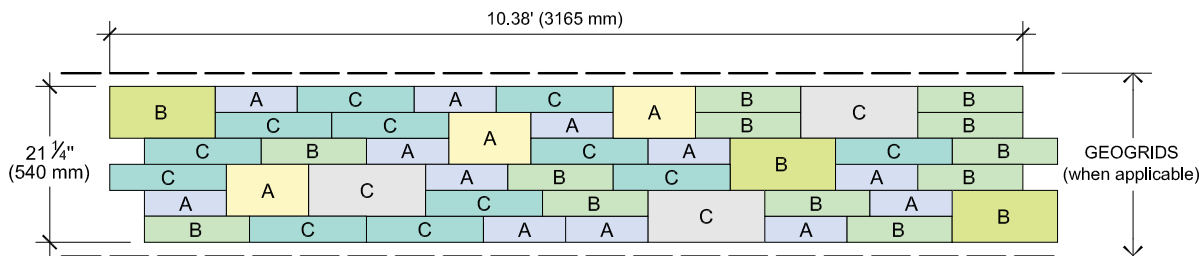 10.38' (3165 mm)
B A C A C A B C B
C C A A B B
21 ¼"
(540 mm)
C B A C A B C B
GEOGRIDS
(when applicable)
C A C A B C A B
A C B C B A B
B C C A A A B